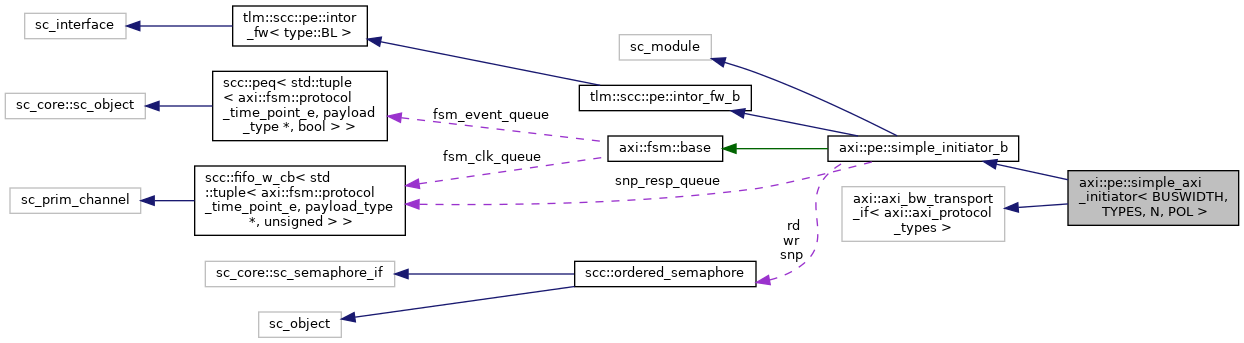 sc_interface
tlm::scc::pe::intor
_fw< type::BL >
sc_module
scc::peq< std::tuple
< axi::fsm::protocol
_time_point_e, payload
_type *, bool > >
sc_core::sc_object
tlm::scc::pe::intor_fw_b
fsm_event_queue
axi::fsm::base
axi::pe::simple_initiator_b
fsm_clk_queue
scc::fifo_w_cb< std
::tuple< axi::fsm::protocol
_time_point_e, payload_type
*, unsigned > >
sc_prim_channel
snp_resp_queue
axi::pe::simple_axi
_initiator< BUSWIDTH,
TYPES, N, POL >
axi::axi_bw_transport
_if< axi::axi_protocol
_types >
rd
wr
snp
sc_core::sc_semaphore_if
scc::ordered_semaphore
sc_object